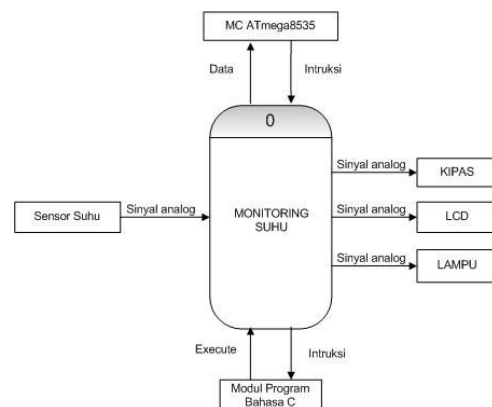 MC ATmega8535
Data
Intruksi
0
Sinyal analog
KIPAS
Sensor Suhu
Sinyal analog
MONITORING
SUHU
Sinyal analog
LCD
Sinyal analog
LAMPU
Execute
Intruksi
Modul Program
Bahasa C